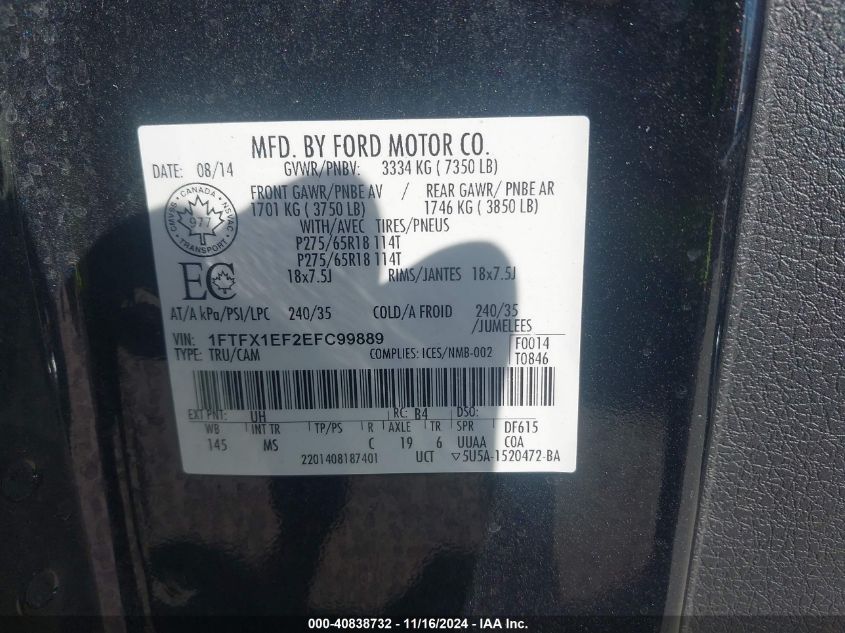 MFD. BY FORD MOTOR CO.
DATE: 08/14 GVWR/PNBV: 3334 KG ( 7350 LB)
FRONT GAWR/PNBE AV / REAR GAWR/ PNBE AR
1701 KG ( 3750 LB) 1746 KG ( 3850 LB)
WITH/AVEC TIRES/PNEUS
P275/65R18 114T
P275/65R18 114T
18x7.5J RIMS/JANTES 18x7.5J
CANADA
977
TRANSPORT
EC
AT/A kPa/PSI/LPC 240/35 COLD/A FROID 240/35
/JUMELEES
VIN: 1FTFX1EF2EFC99889 F0014
TYPE: TRU/CAM COMPLIES: ICES/NMB-002 T0846
EXT PNT: UH RC: B4 DSO:
WB INT TR TP/PS R AXLE TR SPR DF615
145 MS C 19 6 UUAA COA
2201408187401 UCT ▽5U5A-1520472-BA
000-40838732 - 11/16/2024 - IAA Inc.